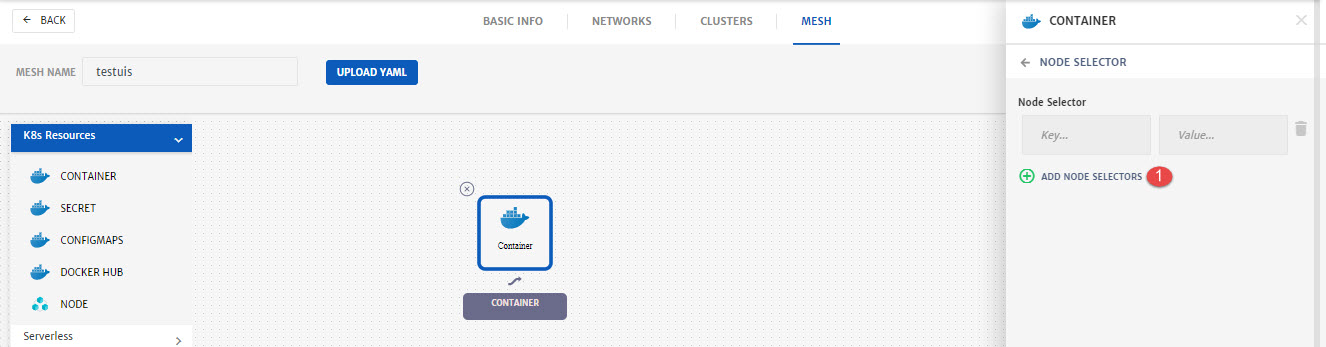 BACK
BASIC INFO
NETWORKS
CLUSTERS
MESH
MESH NAME
testuis
UPLOAD YAML
K8s Resources
CONTAINER
SECRET
CONFIGMAPS
DOCKER HUB
NODE
Serverless
Container
CONTAINER
CONTAINER
NODE SELECTOR
Node Selector
Key... Value...
ADD NODE SELECTORS 1